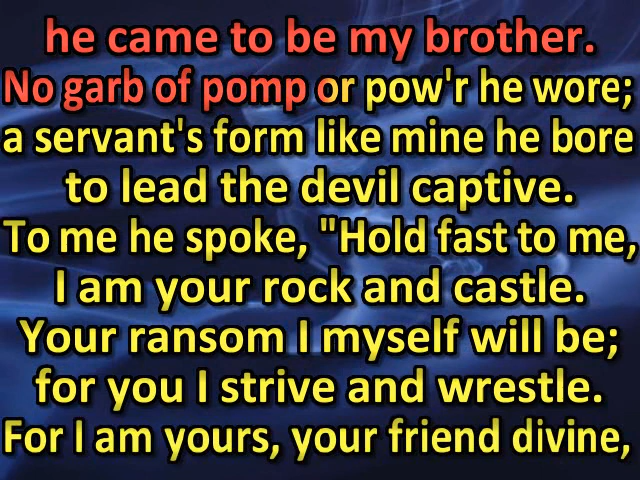 he came to be my brother.
No garb of pomp or pow'r he wore;
a servant's form like mine he bore
to lead the devil captive.
To me he spoke, "Hold fast to me,
I am your rock and castle.
Your ransom I myself will be;
for you I strive and wrestle.
For I am yours, your friend divine,